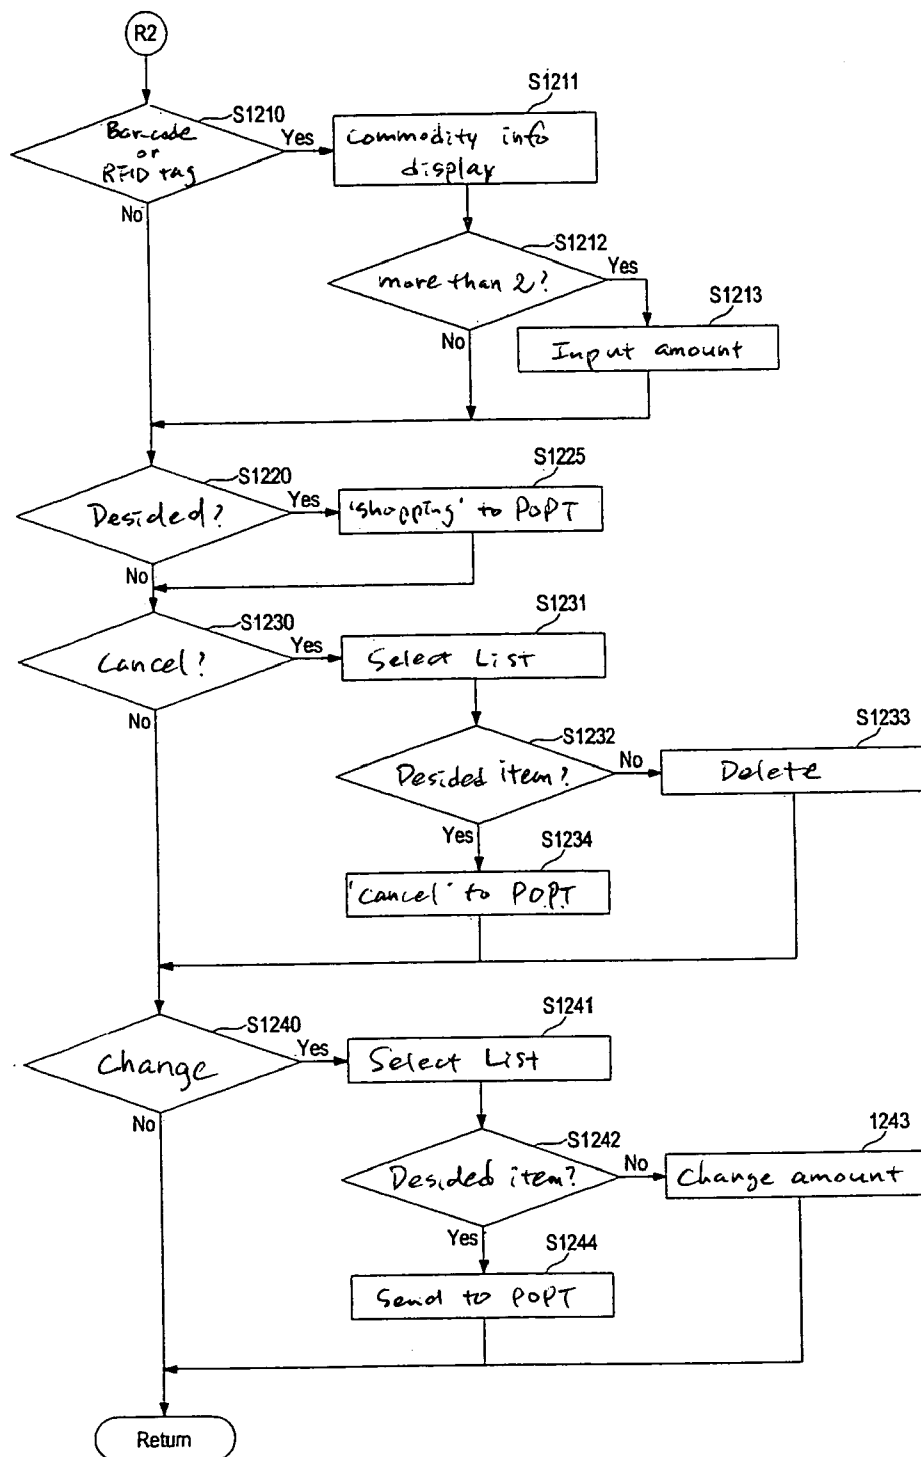 R2
S1210
Bar-code
or
RFID tag
Yes
No
S1211
Commodity info
display
S1212
more than 2?
Yes
No
S1213
Input amount
S1220
Desided?
Yes
No
S1225
'shopping' to POPT
S1230
Cancel?
Yes
No
S1231
Select List
S1232
Desided item?
No
Yes
S1233
Delete
S1234
'Cancel' to POPT
S1240
Change
Yes
No
S1241
Select List
S1242
Desided item?
No
Yes
1243
Change amount
S1244
Send to POPT
Return